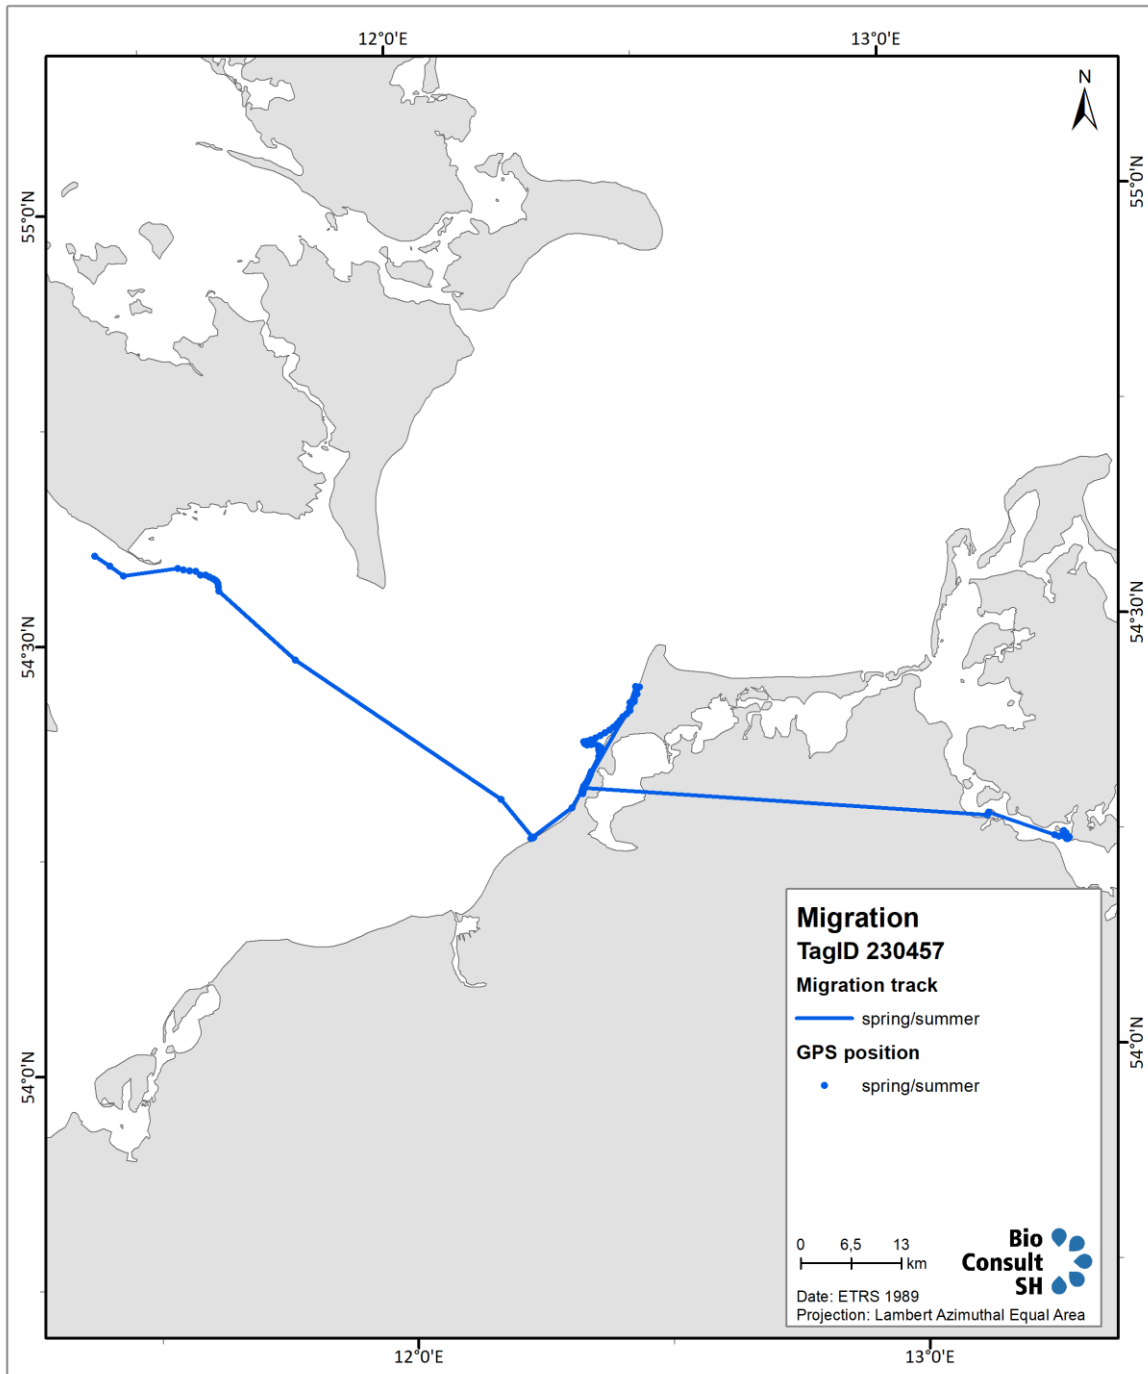 12°0'E 13°0'E
N
55°0'N 55°0'N
54°30'N 54°30'N
54°0'N 54°0'N
Migration
TagID 230457
Migration track
spring/summer
GPS position
spring/summer
0 6,5 13
km
Bio
Consult
SH
Date: ETRS 1989
Projection: Lambert Azimuthal Equal Area
12°0'E 13°0'E